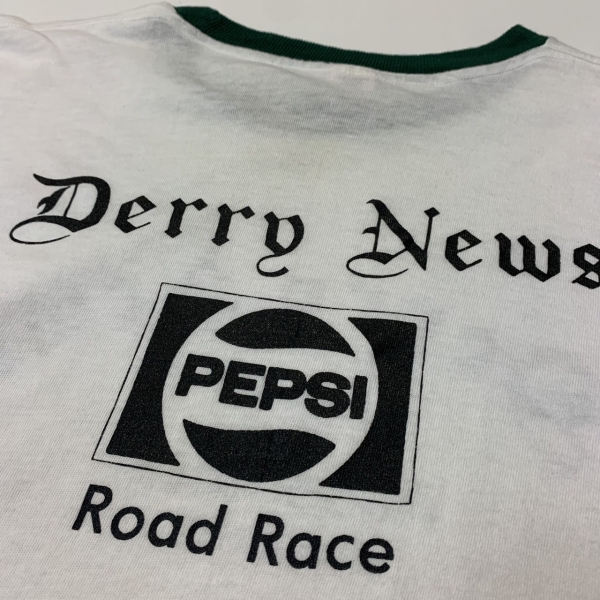 Derry News
PEPSI
Road Race